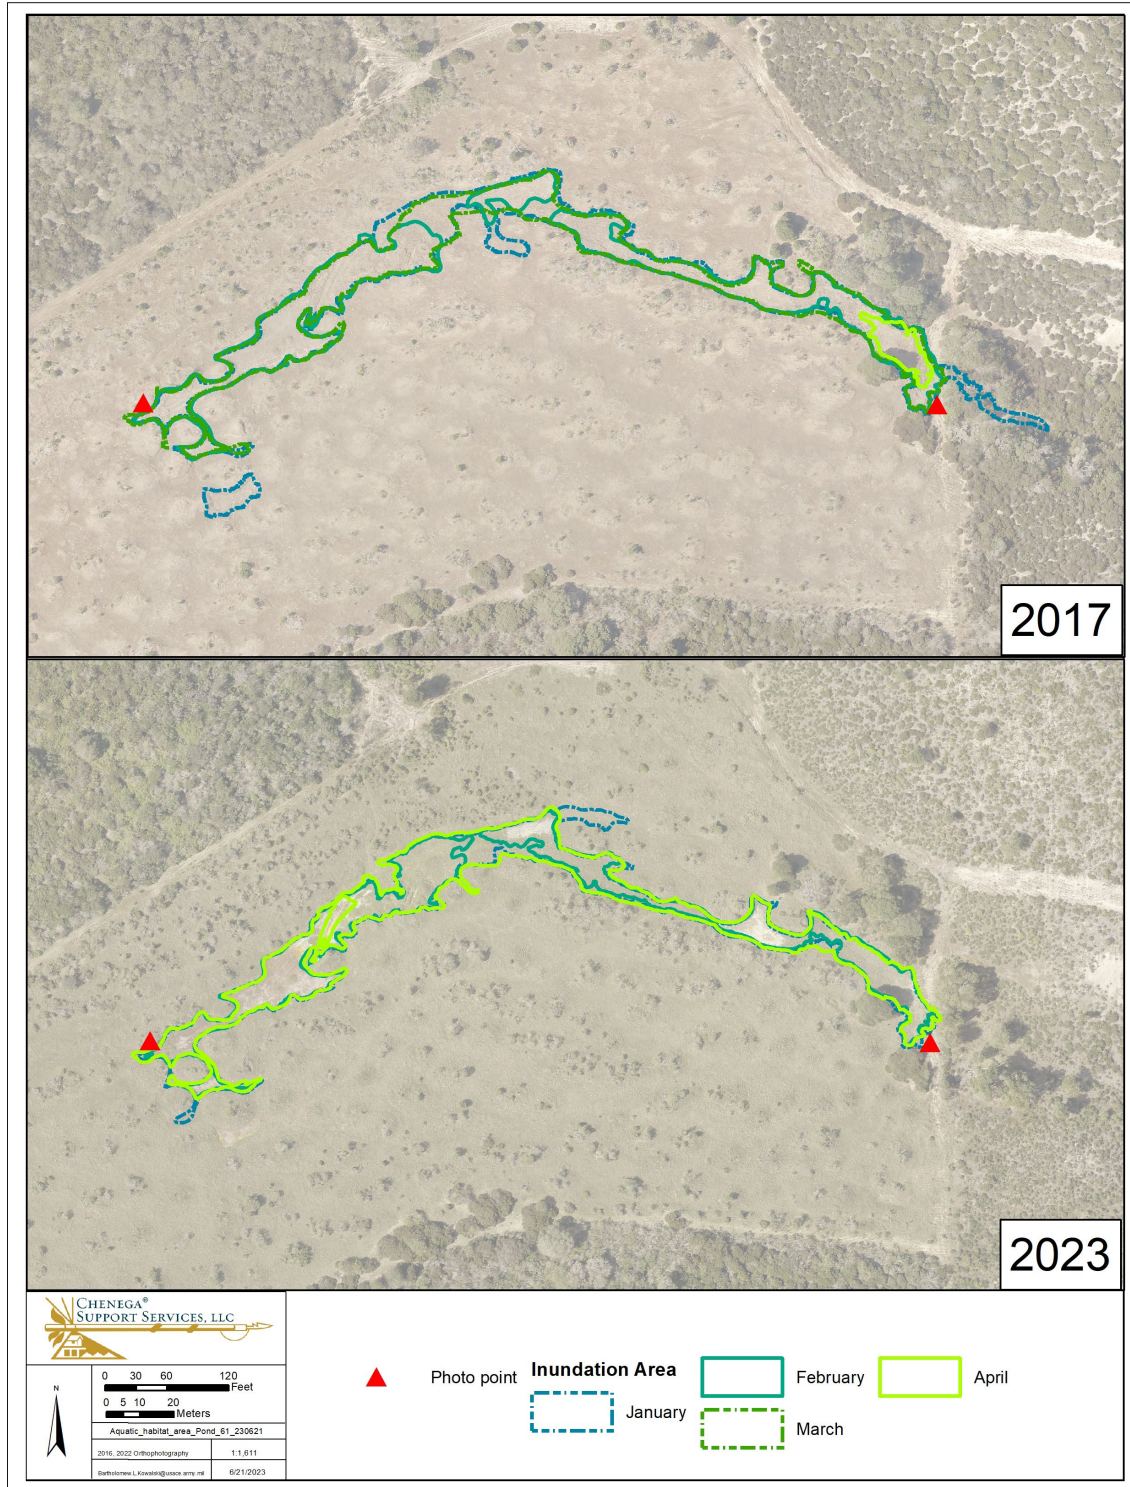 2017
2023
CHENEGA®
SUPPORT SERVICES, LLC
N
0 30 60 120
Feet
0 5 10 20
Meters
Aquatic_habitat_area_Pond_61_230621
2016, 2022 Orthophotography 1:1,611
Bartholomew.L.Kowalski@usace.army.mil 6/21/2023
Photo point
Inundation Area
January
February
March
April